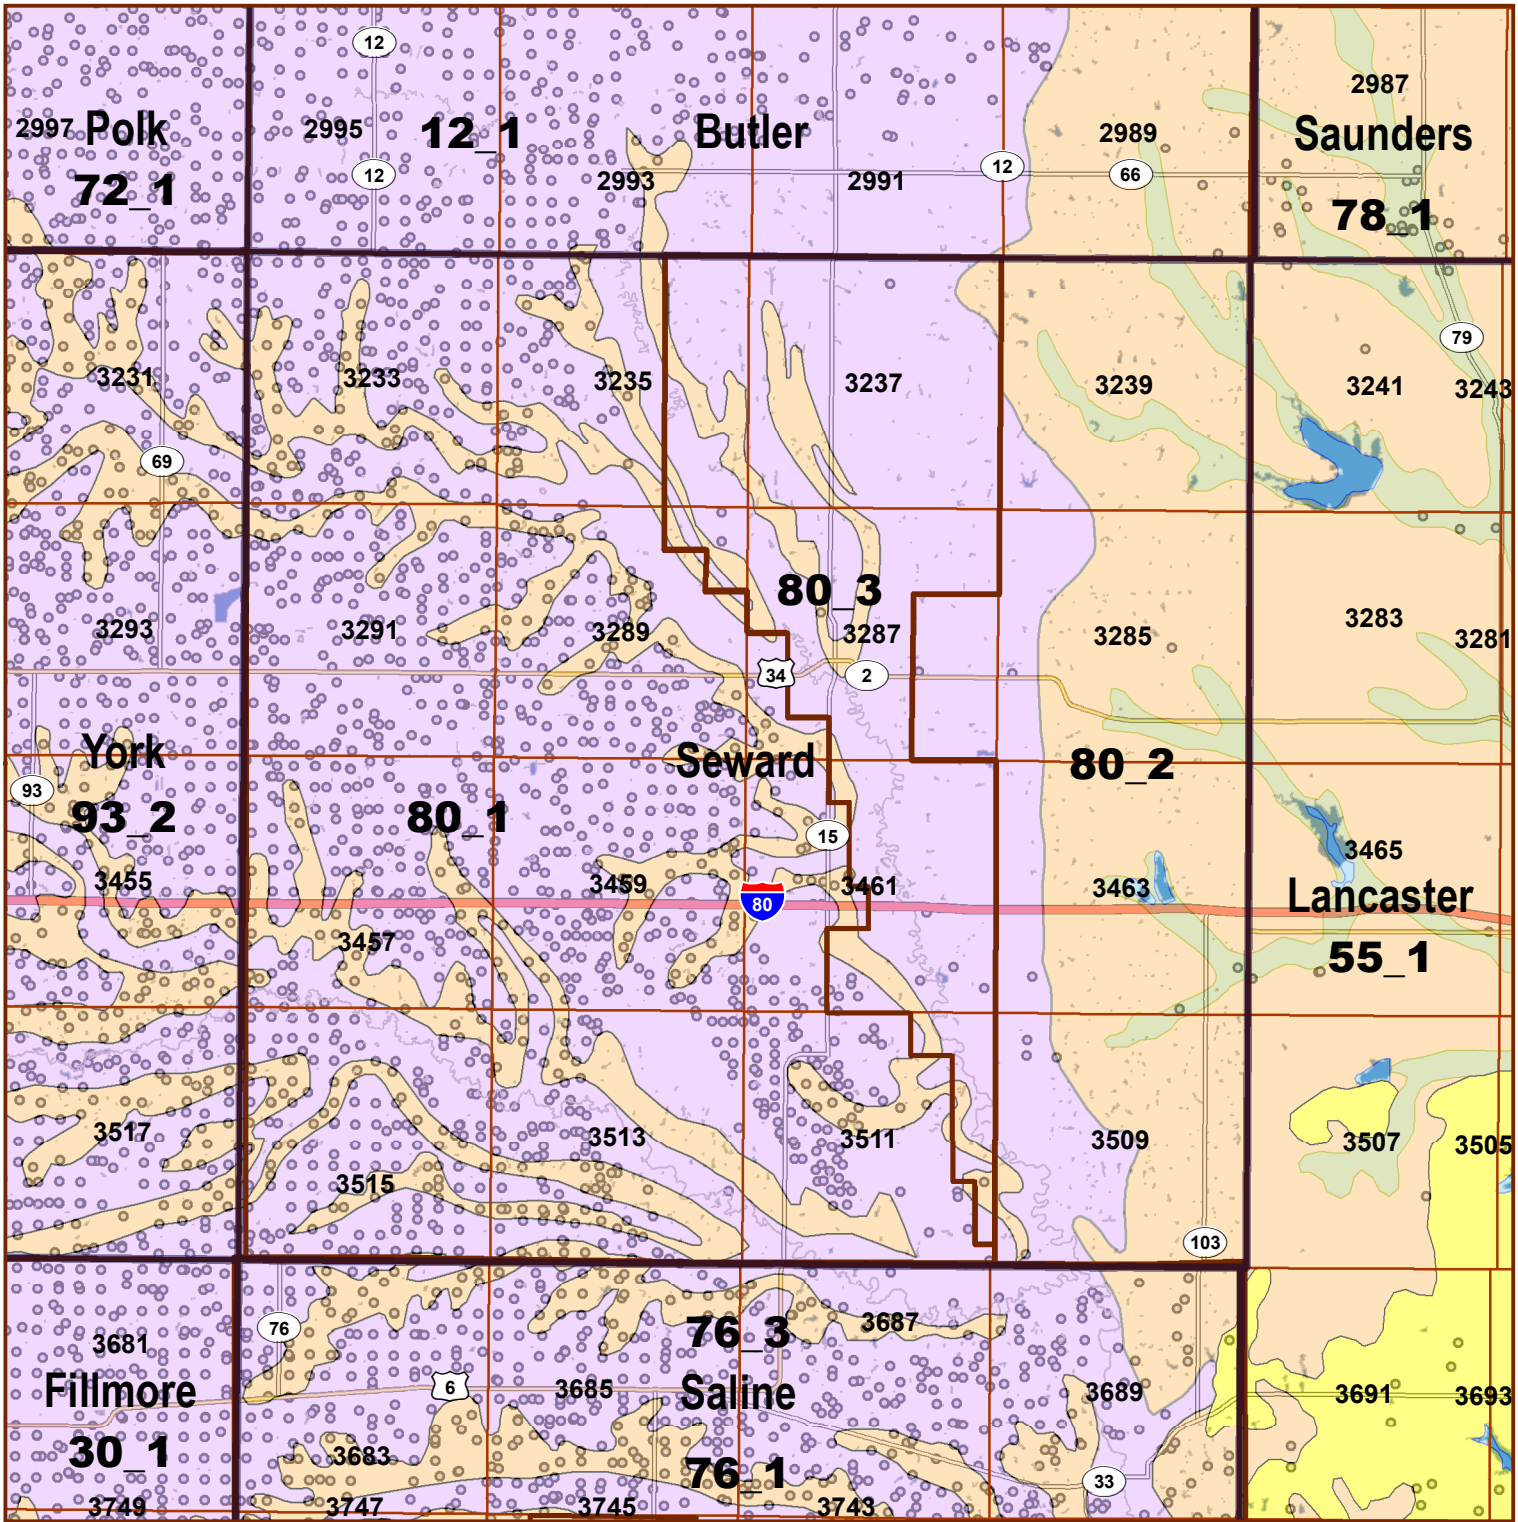 12
2987
2997 Polk 2995 12_1 Butler 2989 Saunders
12 12 66
72_1 2993 2991 78_1
79
3231 3233 3235 3237 3239 3241 3243
69
80_3
3293 3291 3289 3287 3285 3283 3281
34 2
York Seward 80_2
93
93_2 80_1 15
3455 3459 3461 3463 3465
80 Lancaster
3457 55_1
3517 3513 3511 3509 3507 3505
3515
103
76 76_3 3687
3681
Fillmore 6 3685 Saline 3689 3691 3693
30_1 3683 76_1 33
3749 3747 3745 3743